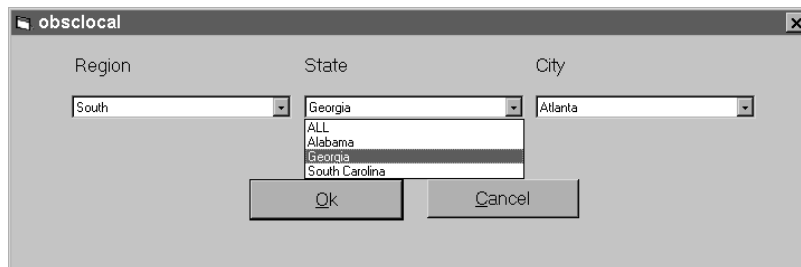 obsclocal
Region State City
South Georgia Atlanta
ALL
Alabama
Georgia
South Carolina
Ok Cancel